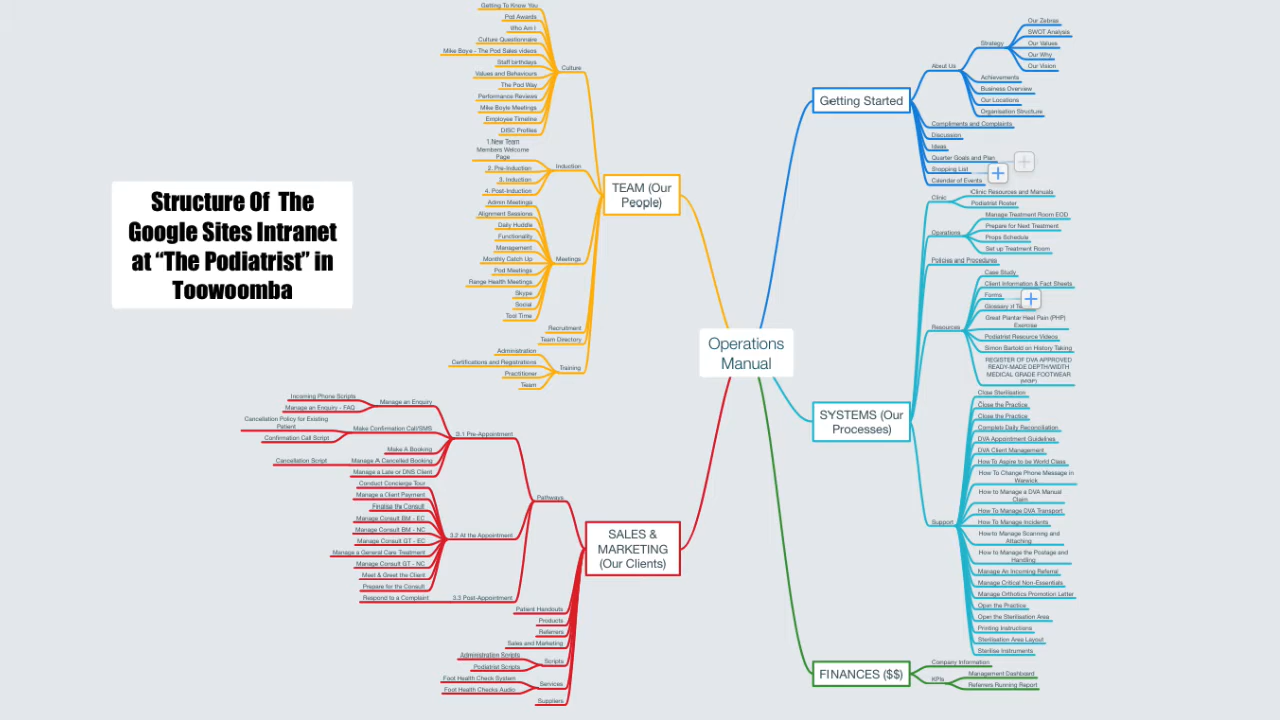 Structure Of The
Google Sites Intranet
at “The Podiatrist” in
Toowoomba
Operations
Manual
TEAM (Our
People)
Culture
Getting To Know You
Pod Awards
Who Am I
Culture Questionnaire
Mike Boyle - The Pod Sales videos
Staff birthdays
Values and Behaviours
The Pod Way
Performance Reviews
Mike Boyle Meetings
Employee Timeline
DISC Profiles
Induction
1.New Team
Members Welcome
Page
2. Pre-Induction
3. Induction
4. Post-Induction
Meetings
Admin Meetings
Alignment Sessions
Daily Huddle
Functionality
Management
Monthly Catch Up
Pod Meetings
Range Health Meetings
Skype
Social
Tool Time
Recruitment
Team Directory
Training
Administration
Certifications and Registrations
Practitioner
Team
SALES &
MARKETING
(Our Clients)
Pathways
3.1 Pre-Appointment
Manage an Enquiry
Incoming Phone Scripts
Manage an Enquiry - FAQ
Make Confirmation Call/SMS
Cancellation Policy for Existing
Patient
Confirmation Call Script
Make A Booking
Manage A Cancelled Booking
Cancellation Script
Manage a Late or DNS Client
3.2 At the Appointment
Conduct Concierge Tour
Manage a Client Payment
Finalise the Consult
Manage Consult BM - EC
Manage Consult BM - NC
Manage Consult GT - EC
Manage a General Care Treatment
Manage Consult GT - NC
Meet & Greet the Client
Prepare for the Consult
3.3 Post-Appointment
Respond to a Complaint
Patient Handouts
Products
Referrers
Sales and Marketing
Scripts
Administration Scripts
Podiatrist Scripts
Services
Foot Health Check System
Foot Health Checks Audio
Suppliers
Getting Started
About Us
Strategy
Our Zebras
SWOT Analysis
Our Values
Our Why
Our Vision
Achievements
Business Overview
Our Locations
Organisation Structure
Compliments and Complaints
Discussion
Ideas
Quarter Goals and Plan
Shopping List
Calendar of Events
SYSTEMS (Our
Processes)
Clinic
Clinic Resources and Manuals
Podiatrist Roster
Operations
Manage Treatment Room EOD
Prepare for Next Treatment
Props Schedule
Set up Treatment Room
Policies and Procedures
Resources
Case Study
Client Information & Fact Sheets
Forms
Glossary of
Great Plantar Heel Pain (PHP)
Exercise
Podiatrist Resource Videos
Simon Bartold on History Taking
REGISTER OF DVA APPROVED
READY-MADE DEPTH/WIDTH
MEDICAL GRADE FOOTWEAR
(MGF)
Support
Close Sterilisation
Close the Practice
Close the Practice
Complete Daily Reconciliation
DVA Appointment Guidelines
DVA Client Management
How To Aspire to be World Class
How To Change Phone Message in
Warwick
How to Manage a DVA Manual
Claim
How To Manage DVA Transport
How To Manage Incidents
How to Manage Scanning and
Attaching
How to Manage the Postage and
Handling
Manage An Incoming Referral
Manage Critical Non-Essentials
Manage Orthotics Promotion Letter
Open the Practice
Open the Sterilisation Area
Printing Instructions
Sterilisation Area Layout
Sterilise Instruments
FINANCES ($$)
Company Information
KPIs
Management Dashboard
Referrers Running Report